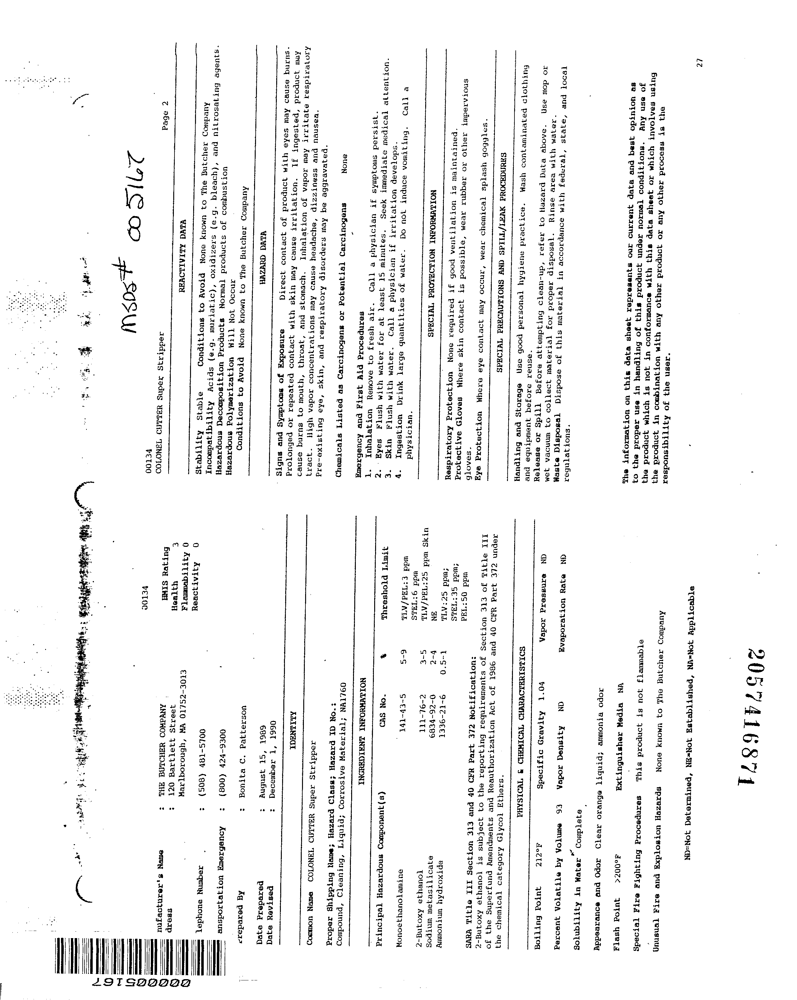 0000005167
00134
HMIS Rating
Health 3
Flammability 0
Reactivity 0
nufacturer's Name : THE BUTCHER COMPANY
dress : 120 Bartlett Street
Marlborough, MA 01752-3013
lephone Number : (508) 481-5700
ansportation Emergency : (800) 424-9300
repared By : Bonita C. Patterson
Date Prepared : August 15, 1989
Date Revised : December 1, 1990
IDENTITY
Common Name COLONEL CUTTER Super Stripper
Proper Shipping Name; Hazard Class; Hazard ID No.:
Compound, Cleaning, Liquid; Corrosive Material; NA1760
INGREDIENT INFORMATION
Principal Hazardous Component(s) CAS No. % Threshold Limit
Monoethanolamine 141-43-5 5-9 TLV/PEL:3 ppm
STEL:6 ppm
2-Butoxy ethanol 111-76-2 3-5 TLV/PEL:25 ppm Skin
Sodium metasilicate 6834-92-0 2-4 NE
Ammonium hydroxide 1336-21-6 0.5-1 TLV:25 ppm;
STEL:35 ppm;
PEL:50 ppm
SARA Title III Section 313 and 40 CFR Part 372 Notification:
2-Butoxy ethanol is subject to the reporting requirements of Section 313 of Title III
of the Superfund Amendments and Reauthorization Act of 1986 and 40 CFR Part 372 under
the chemical category Glycol Ethers.
PHYSICAL & CHEMICAL CHARACTERISTICS
Boiling Point 212°F Specific Gravity 1.04 Vapor Pressure ND
Percent Volatile by Volume 93 Vapor Density ND Evaporation Rate ND
Solubility in Water Complete
Appearance and Odor Clear orange liquid; ammonia odor
Flash Point >200°F Extinguisher Media NA
Special Fire Fighting Procedures This product is not flammable
Unusual Fire and Explosion Hazards None known to The Butcher Company
ND=Not Determined, NE=Not Established, NA=Not Applicable
2057416871
MSDS# 005167
00134
COLONEL CUTTER Super Stripper Page 2
REACTIVITY DATA
Stability Stable Conditions to Avoid None known to The Butcher Company
Incompatibility Acids (e.g. muriatic), oxidizers (e.g. bleach), and nitrosating agents.
Hazardous Decomposition Products Normal products of combustion
Hazardous Polymerization Will Not Occur
Conditions to Avoid None known to The Butcher Company
HAZARD DATA
Signs and Symptoms of Exposure Direct contact of product with eyes may cause burns.
Prolonged or repeated contact with skin may cause irritation. If ingested, product may
cause burns to mouth, throat, and stomach. Inhalation of vapor may irritate respiratory
tract. High vapor concentrations may cause headache, dizziness and nausea.
Pre-existing eye, skin, and respiratory disorders may be aggravated.
Chemicals Listed as Carcinogens or Potential Carcinogens None
Emergency and First Aid Procedures
1. Inhalation Remove to fresh air. Call a physician if symptoms persist.
2. Eyes Flush with water for at least 15 minutes. Seek immediate medical attention.
3. Skin Flush with water. Call a physician if irritation develops.
4. Ingestion Drink large quantities of water. Do not induce vomiting. Call a
physician.
SPECIAL PROTECTION INFORMATION
Respiratory Protection None required if good ventilation is maintained.
Protective Gloves Where skin contact is possible, wear rubber or other impervious
gloves.
Eye Protection Where eye contact may occur, wear chemical splash goggles.
SPECIAL PRECAUTIONS AND SPILL/LEAK PROCEDURES
Handling and Storage Use good personal hygiene practice. Wash contaminated clothing
and equipment before reuse.
Release or Spill Before attempting clean-up, refer to Hazard Data above. Use mop or
wet vacuum to collect material for proper disposal. Rinse area with water.
Waste Disposal Dispose of this material in accordance with federal, state, and local
regulations.
The information on this data sheet represents our current data and best opinion as
to the proper use in handling of this product under normal conditions. Any use of
the product which is not in conformance with this data sheet or which involves using
the product in combination with any other product or any other process is the
responsibility of the user.
27